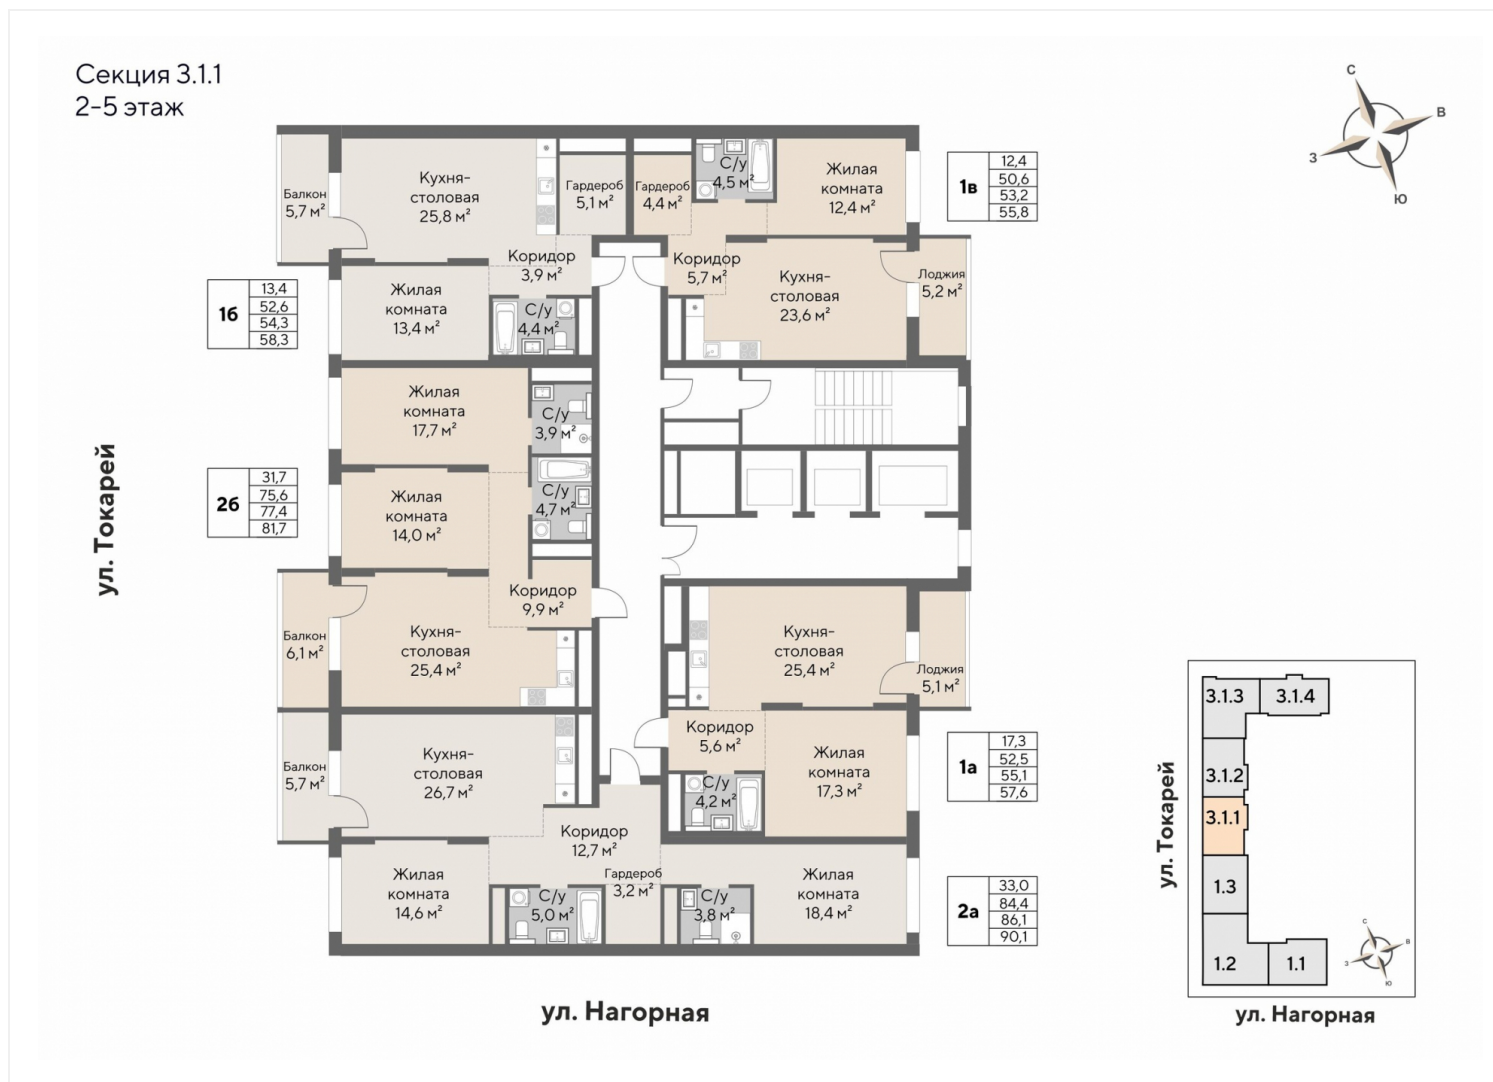 Секция 3.1.1
2-5 этаж
С
В
З
Ю
Балкон
5,7 м²
Кухня-
столовая
25,8 м²
Гардероб
5,1 м²
Гардероб
4,4 м²
С/у
4,5 м²
Жилая
комната
12,4 м²
1в
12,4
50,6
53,2
55,8
Коридор
3,9 м²
Коридор
5,7 м²
Кухня-
столовая
23,6 м²
Лоджия
5,2 м²
1б
13,4
52,6
54,3
58,3
Жилая
комната
13,4 м²
С/у
4,4 м²
Жилая
комната
17,7 м²
С/у
3,9 м²
ул. Токарей
2б
31,7
75,6
77,4
81,7
Жилая
комната
14,0 м²
С/у
4,7 м²
Коридор
9,9 м²
Балкон
6,1 м²
Кухня-
столовая
25,4 м²
Кухня-
столовая
25,4 м²
Лоджия
5,1 м²
Балкон
5,7 м²
Кухня-
столовая
26,7 м²
Коридор
5,6 м²
С/у
4,2 м²
Жилая
комната
17,3 м²
1а
17,3
52,5
55,1
57,6
Коридор
12,7 м²
Жилая
комната
14,6 м²
С/у
5,0 м²
Гардероб
3,2 м²
С/у
3,8 м²
Жилая
комната
18,4 м²
2а
33,0
84,4
86,1
90,1
ул. Нагорная
3.1.3
3.1.4
3.1.2
3.1.1
1.3
1.2
1.1
ул. Токарей
С
В
З
Ю
ул. Нагорная